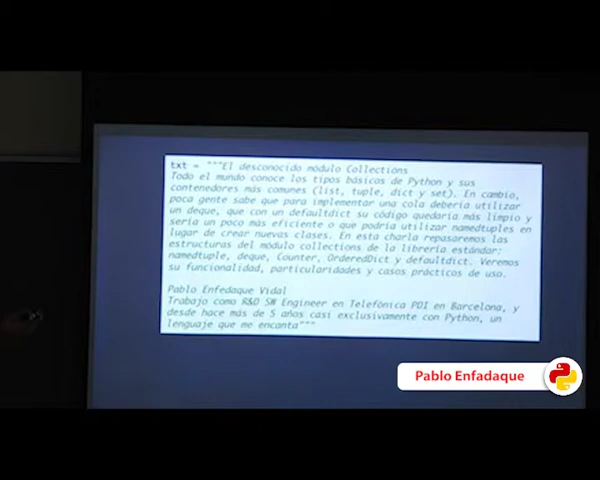 txt = """El desconocido módulo Collections
Todo el mundo conoce los tipos básicos de Python y sus
contenedores más comunes (list, tuple, dict y set). En cambio,
poca gente sabe que para implementar una cola debería utilizar
un deque, que con un defaultdict su código quedaría más limpio y
sería un poco más eficiente o que podría utilizar namedtuples en
lugar de crear nuevas clases. En esta charla repasaremos las
estructuras del módulo collections de la librería estándar:
namedtuple, deque, Counter, OrderedDict y defaultdict. Veremos
su funcionalidad, particularidades y casos prácticos de uso.
Pablo Enfedaque Vidal
Trabajo como R&D SW Engineer en Telefónica PDI en Barcelona, y
desde hace más de 5 años casi exclusivamente con Python, un
lenguaje que me encanta"""
Pablo Enfadaque